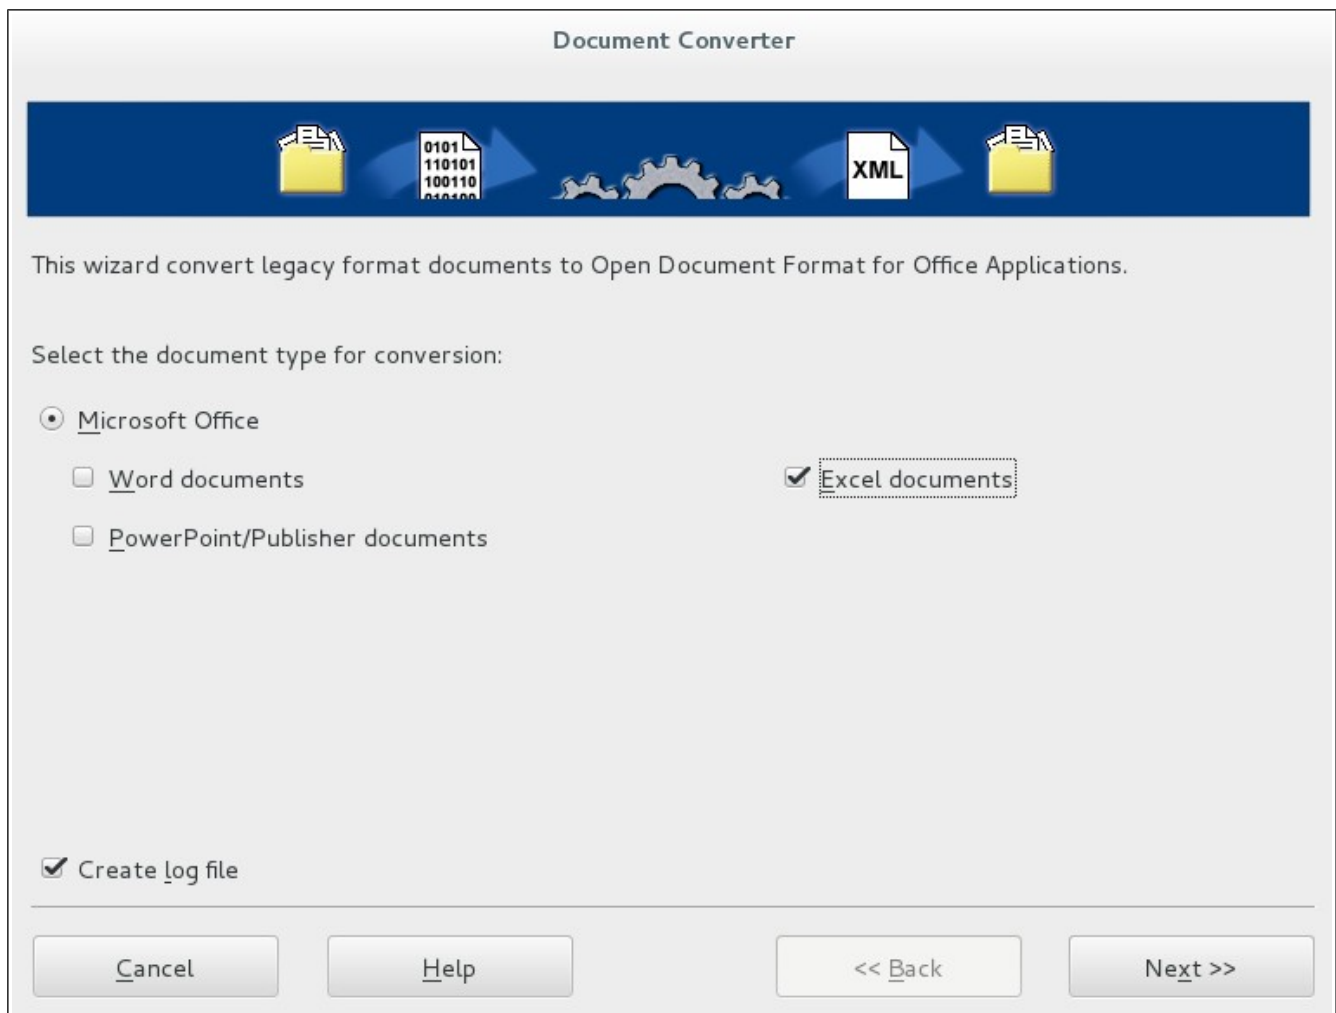 Document Converter
0101
110101
100110
010100
XML
This wizard convert legacy format documents to Open Document Format for Office Applications.
Select the document type for conversion:
Microsoft Office
Word documents
Excel documents
PowerPoint/Publisher documents
Create log file
Cancel
Help
<< Back
Next >>